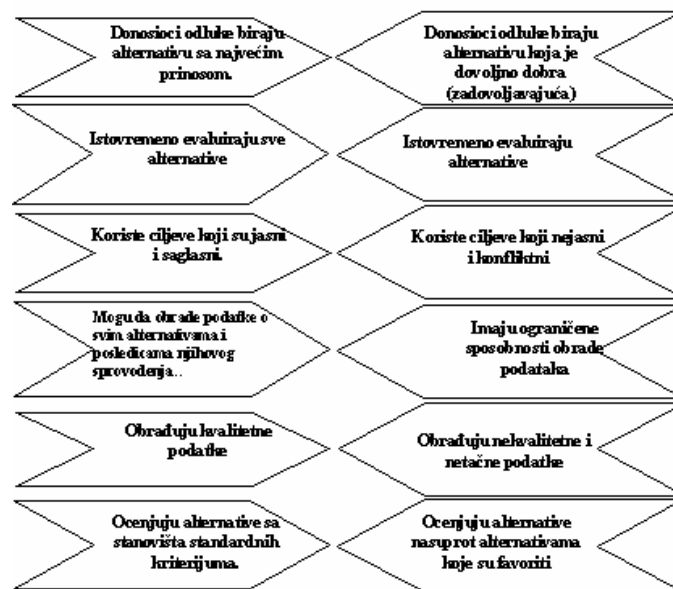 Donosioci odluke biraju
alternativu sa najvećim
prinosom.
Donosioci odluke biraju
alternativu koja je
dovoljno dobra
(zadovoljavajuća)
Istovremeno evaluiraju sve
alternative
Istovremeno evaluiraju
alternative
Koriste ciljeve koji su jasni
i saglasni.
Koriste ciljeve koji nejasni
i konfliktni
Mogu da obrade podatke o
svim alternativama i
posledicama njihovog
sprovođenja..
Imaju ograničene
sposobnosti obrade
podataka
Obrađuju kvalitetne
podatke
Obrađuju nekvalitetne i
netačne podatke
Ocenjuju alternative sa
stanovišta standardnih
kriterijuma.
Ocenjuju alternative
nasuprot alternativama
koje su favoriti